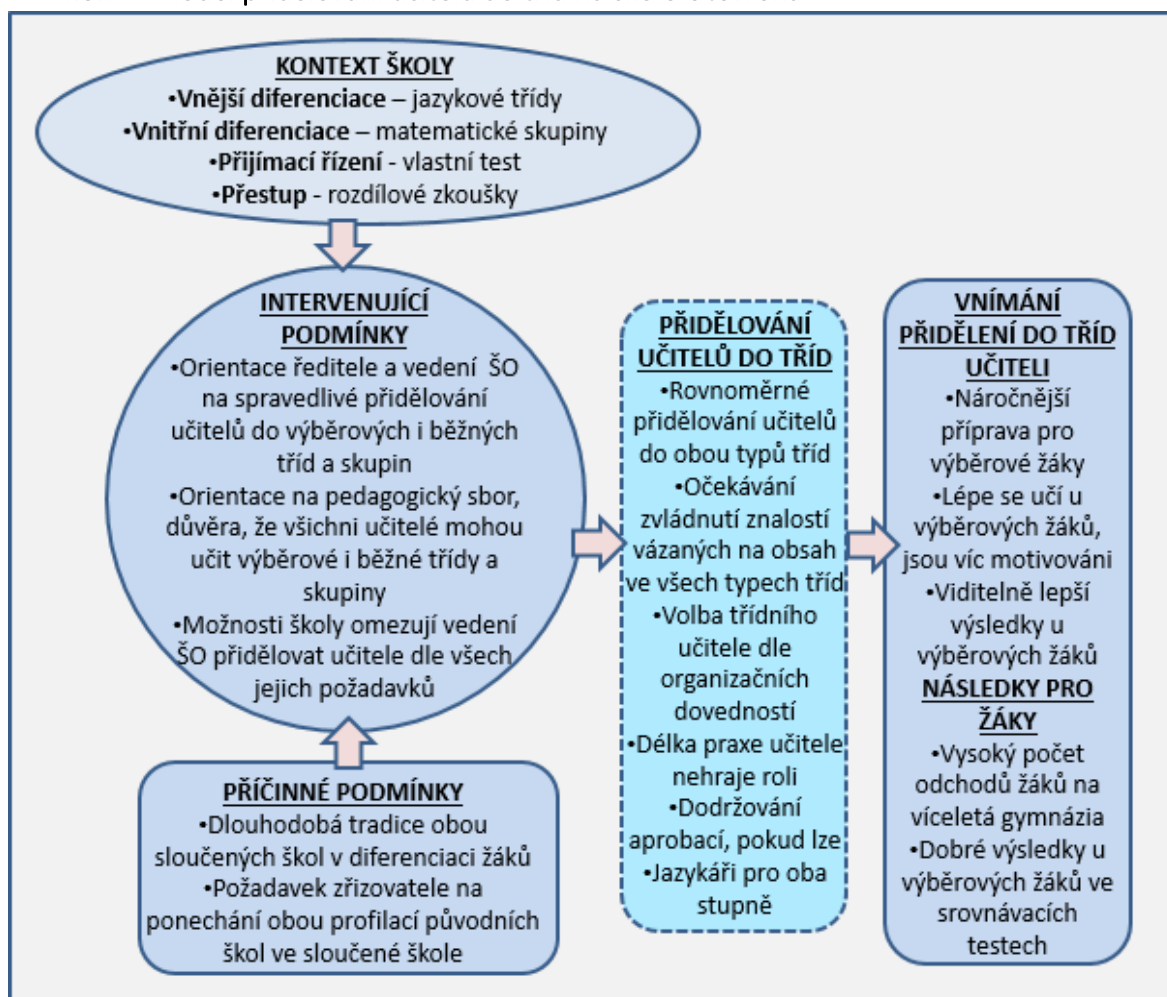 KONTEXT ŠKOLY
•Vnější diferenciace – jazykové třídy
•Vnitřní diferenciace – matematické skupiny
•Přijímací řízení - vlastní test
•Přestup - rozdílové zkoušky
INTERVENUJÍCÍ
PODMÍNKY
•Orientace ředitele a vedení ŠO
na spravedlivé přidělování
učitelů do výběrových i běžných
tříd a skupin
•Orientace na pedagogický sbor,
důvěra, že všichni učitelé mohou
učit výběrové i běžné třídy a
skupiny
•Možnosti školy omezují vedení
ŠO přidělovat učitele dle všech
jejich požadavků
PŘÍČINNÉ PODMÍNKY
•Dlouhodobá tradice obou
sloučených škol v diferenciaci žáků
•Požadavek zřizovatele na
ponechání obou profilací původních
škol ve sloučené škole
PŘIDĚLOVÁNÍ
UČITELŮ DO TŘÍD
•Rovnoměrné
přidělování učitelů
do obou typů tříd
•Očekávání
zvládnutí znalostí
vázaných na obsah
ve všech typech tříd
•Volba třídního
učitele dle
organizačních
dovedností
•Délka praxe učitele
nehraje roli
•Dodržování
aprobací, pokud lze
•Jazykáři pro oba
stupně
VNÍMÁNÍ
PŘIDĚLENÍ DO TŘÍD
UČITELI
•Náročnější
příprava pro
výběrové žáky
•Lépe se učí u
výběrových žáků,
jsou víc motivováni
•Viditelně lepší
výsledky u
výběrových žáků
NÁSLEDKY PRO
ŽÁKY
•Vysoký počet
odchodů žáků na
víceletá gymnázia
•Dobré výsledky u
výběrových žáků ve
srovnávacích
testech